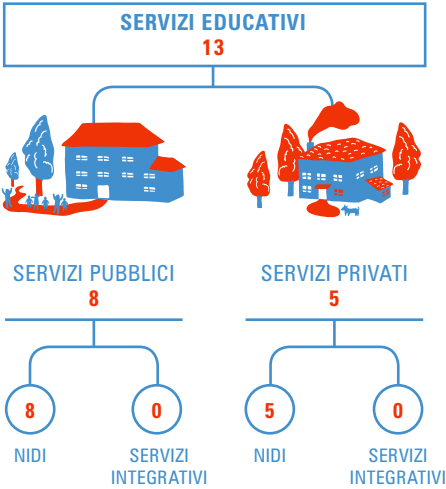 SERVIZI EDUCATIVI
13
SERVIZI PUBBLICI
8
SERVIZI PRIVATI
5
8
NIDI
0
SERVIZI
INTEGRATIVI
5
NIDI
0
SERVIZI
INTEGRATIVI